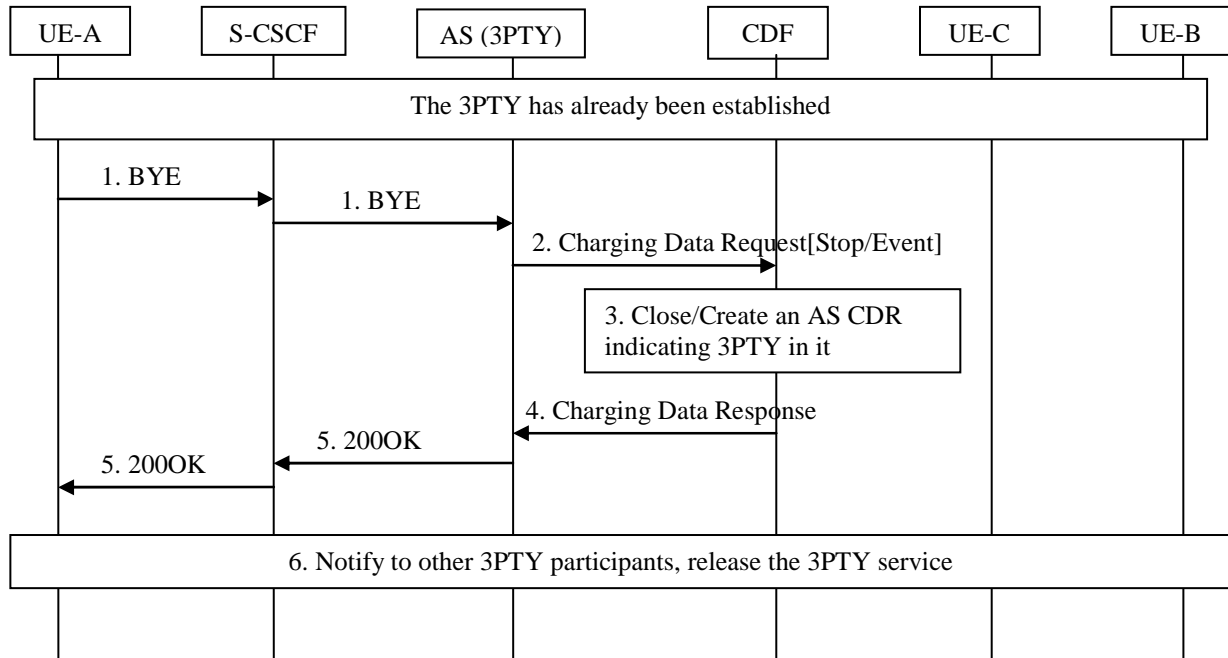 UE-A
S-CSCF
AS (3PTY)
CDF
UE-C
UE-B
The 3PTY has already been established
1. BYE
1. BYE
2. Charging Data Request[Stop/Event]
3. Close/Create an AS CDR
indicating 3PTY in it
4. Charging Data Response
5. 200OK
5. 200OK
6. Notify to other 3PTY participants, release the 3PTY service